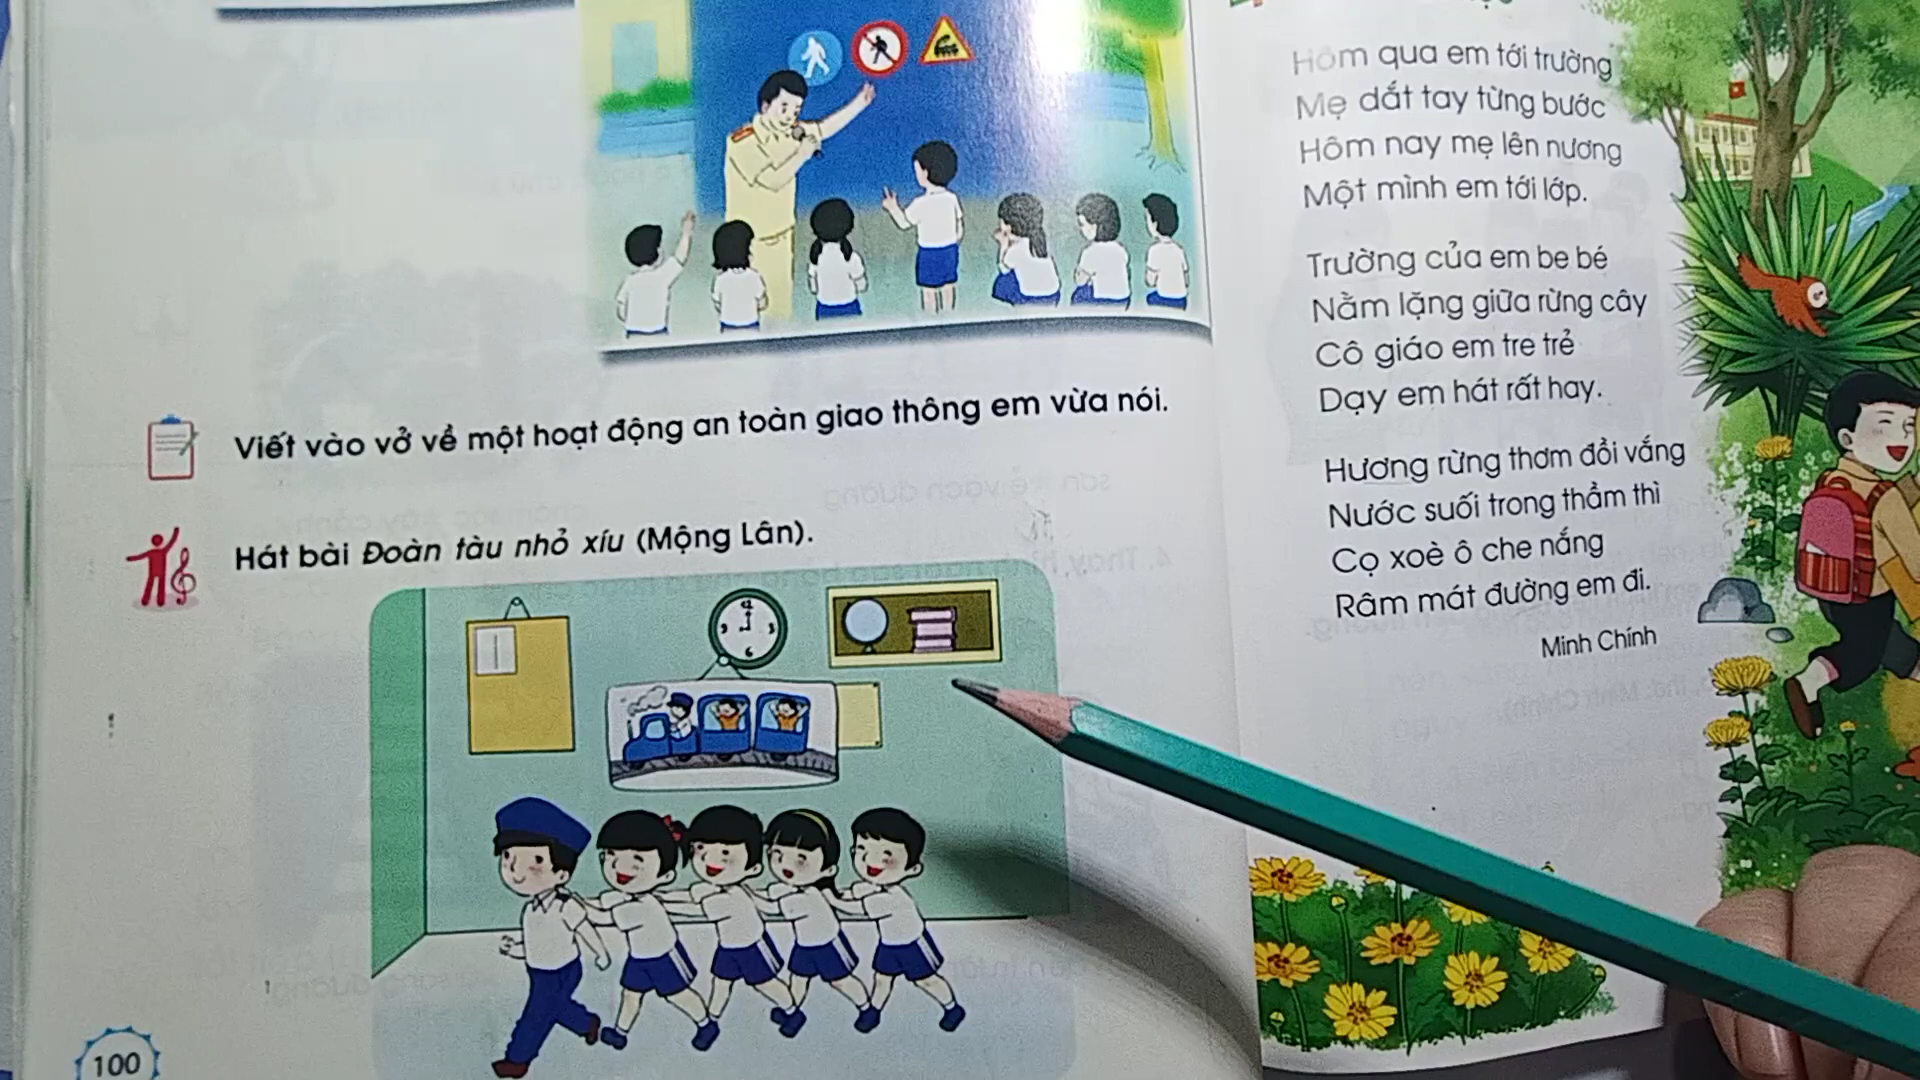 Viết vào vở về một hoạt động an toàn giao thông em vừa nói.
Hát bài Đoàn tàu nhỏ xíu (Mộng Lân).
12
9
3
6
100
Hôm qua em tới trường
Mẹ dắt tay từng bước
Hôm nay mẹ lên nương
Một mình em tới lớp.
Trường của em be bé
Nằm lặng giữa rừng cây
Cô giáo em tre trẻ
Dạy em hát rất hay.
Hương rừng thơm đồi vắng
Nước suối trong thầm thì
Cọ xoè ô che nắng
Râm mát đường em đi.
Minh Chính